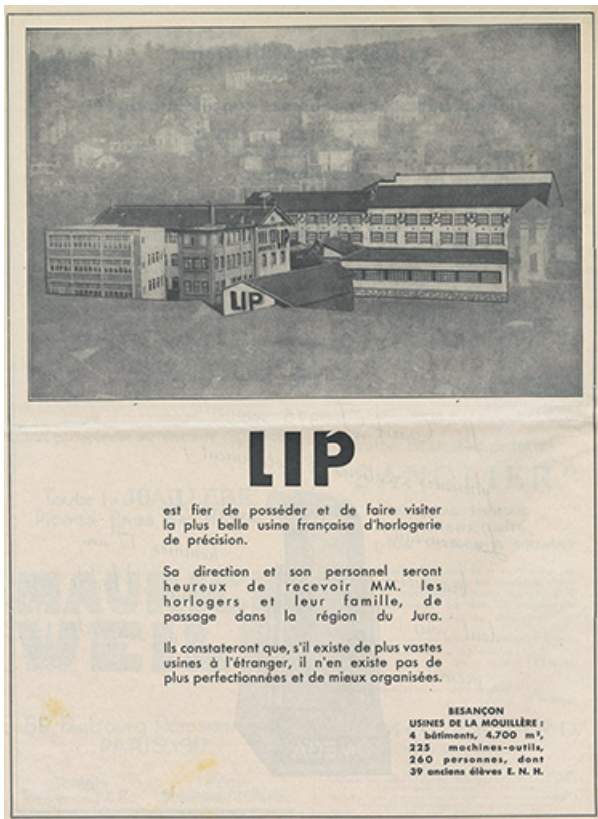 LIP
LIP
LIP
est fier de posséder et de faire visiter
la plus belle usine française d'horlogerie
de précision.
Sa direction et son personnel seront
heureux de recevoir MM. les
horlogers et leur famille, de
passage dans la région du Jura.
Ils constateront que, s'il existe de plus vastes
usines à l'étranger, il n'en existe pas de
plus perfectionnées et de mieux organisées.
BESANÇON
USINES DE LA MOUILLÈRE :
4 bâtiments, 4.700 m²,
225 machines-outils,
260 personnes, dont
39 anciens élèves E. N. H.